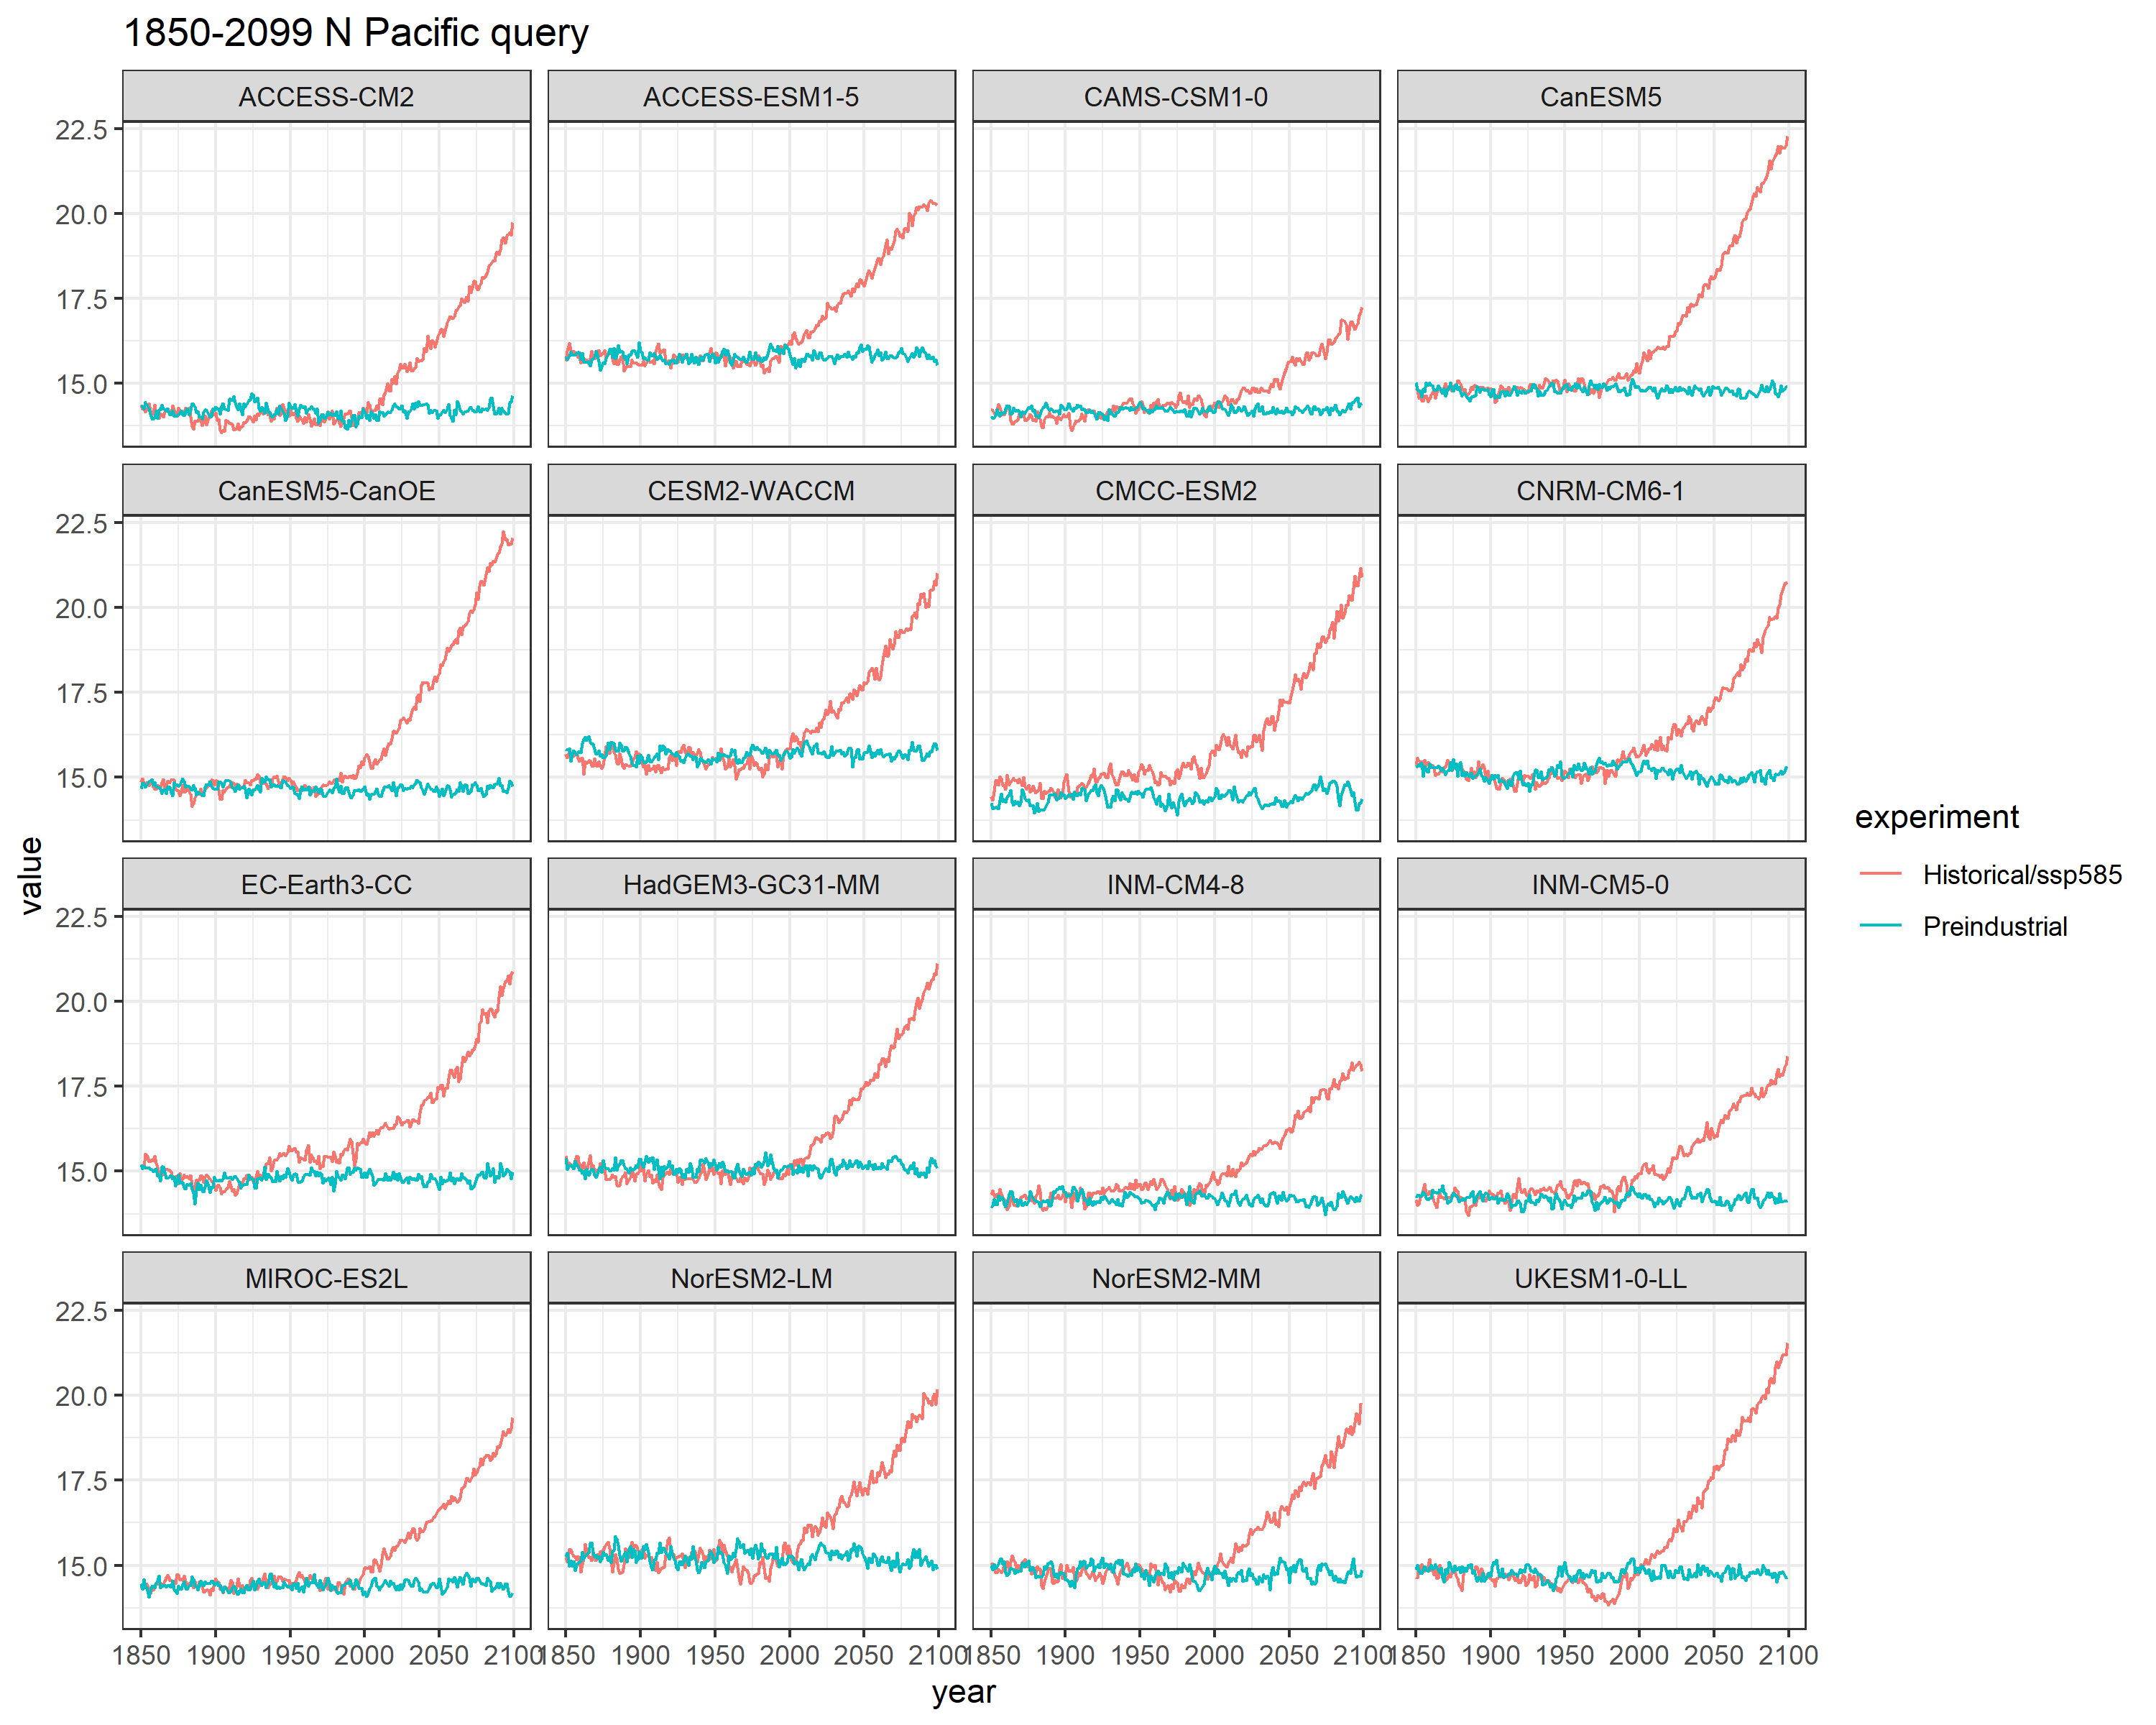 1850-2099 N Pacific query
ACCESS-CM2 ACCESS-ESM1-5 CAMS-CSM1-0 CanESM5
22.5
20.0
17.5
15.0
CanESM5-CanOE CESM2-WACCM CMCC-ESM2 CNRM-CM6-1
22.5
20.0
17.5
15.0
EC-Earth3-CC HadGEM3-GC31-MM INM-CM4-8 INM-CM5-0
22.5
20.0
17.5
15.0
MIROC-ES2L NorESM2-LM NorESM2-MM UKESM1-0-LL
22.5
20.0
17.5
15.0
1850 1900 1950 2000 2050 2100 1850 1900 1950 2000 2050 2100 1850 1900 1950 2000 2050 2100 1850 1900 1950 2000 2050 2100
year
value
experiment
Historical/ssp585
Preindustrial